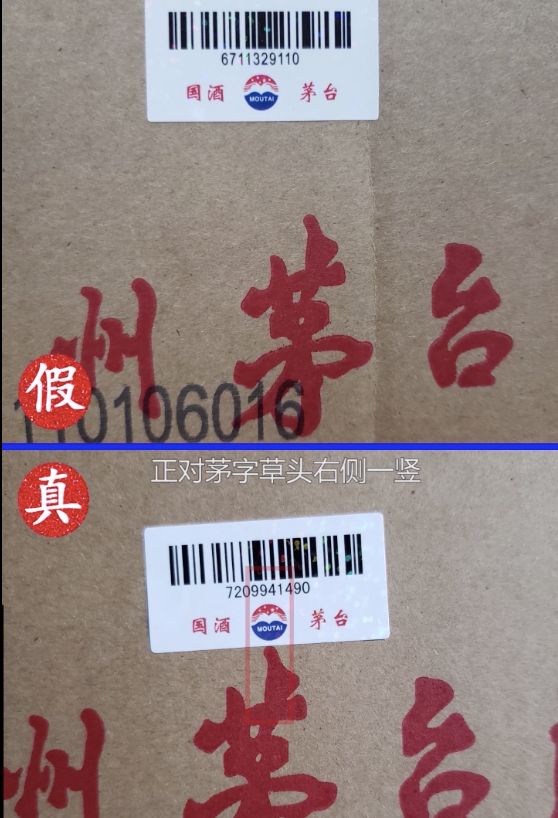 6711329110
国酒 MOUTAI 茅台
州茅台
假
110106016
正对茅字草头右侧一竖
真
7209941490
国酒 MOUTAI 茅台
州茅台